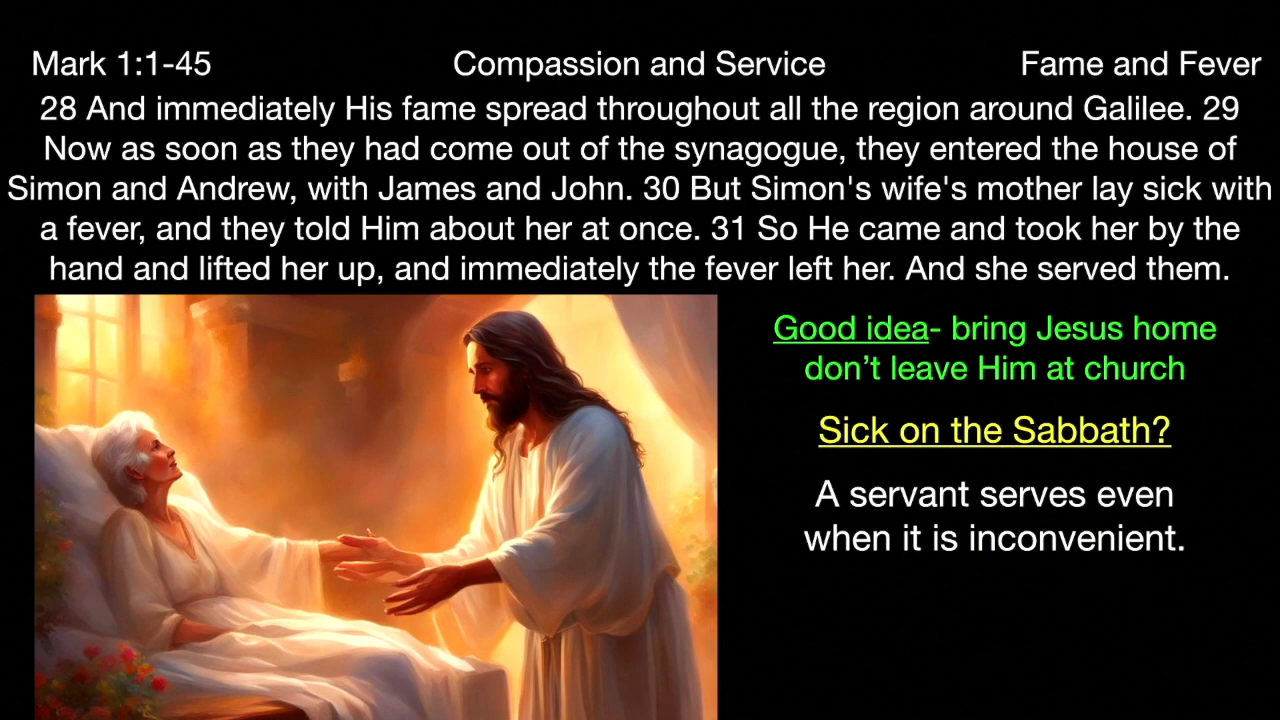 Mark 1:1-45 Compassion and Service Fame and Fever
28 And immediately His fame spread throughout all the region around Galilee. 29
Now as soon as they had come out of the synagogue, they entered the house of
Simon and Andrew, with James and John. 30 But Simon's wife's mother lay sick with
a fever, and they told Him about her at once. 31 So He came and took her by the
hand and lifted her up, and immediately the fever left her. And she served them.
Good idea- bring Jesus home
don’t leave Him at church
Sick on the Sabbath?
A servant serves even
when it is inconvenient.